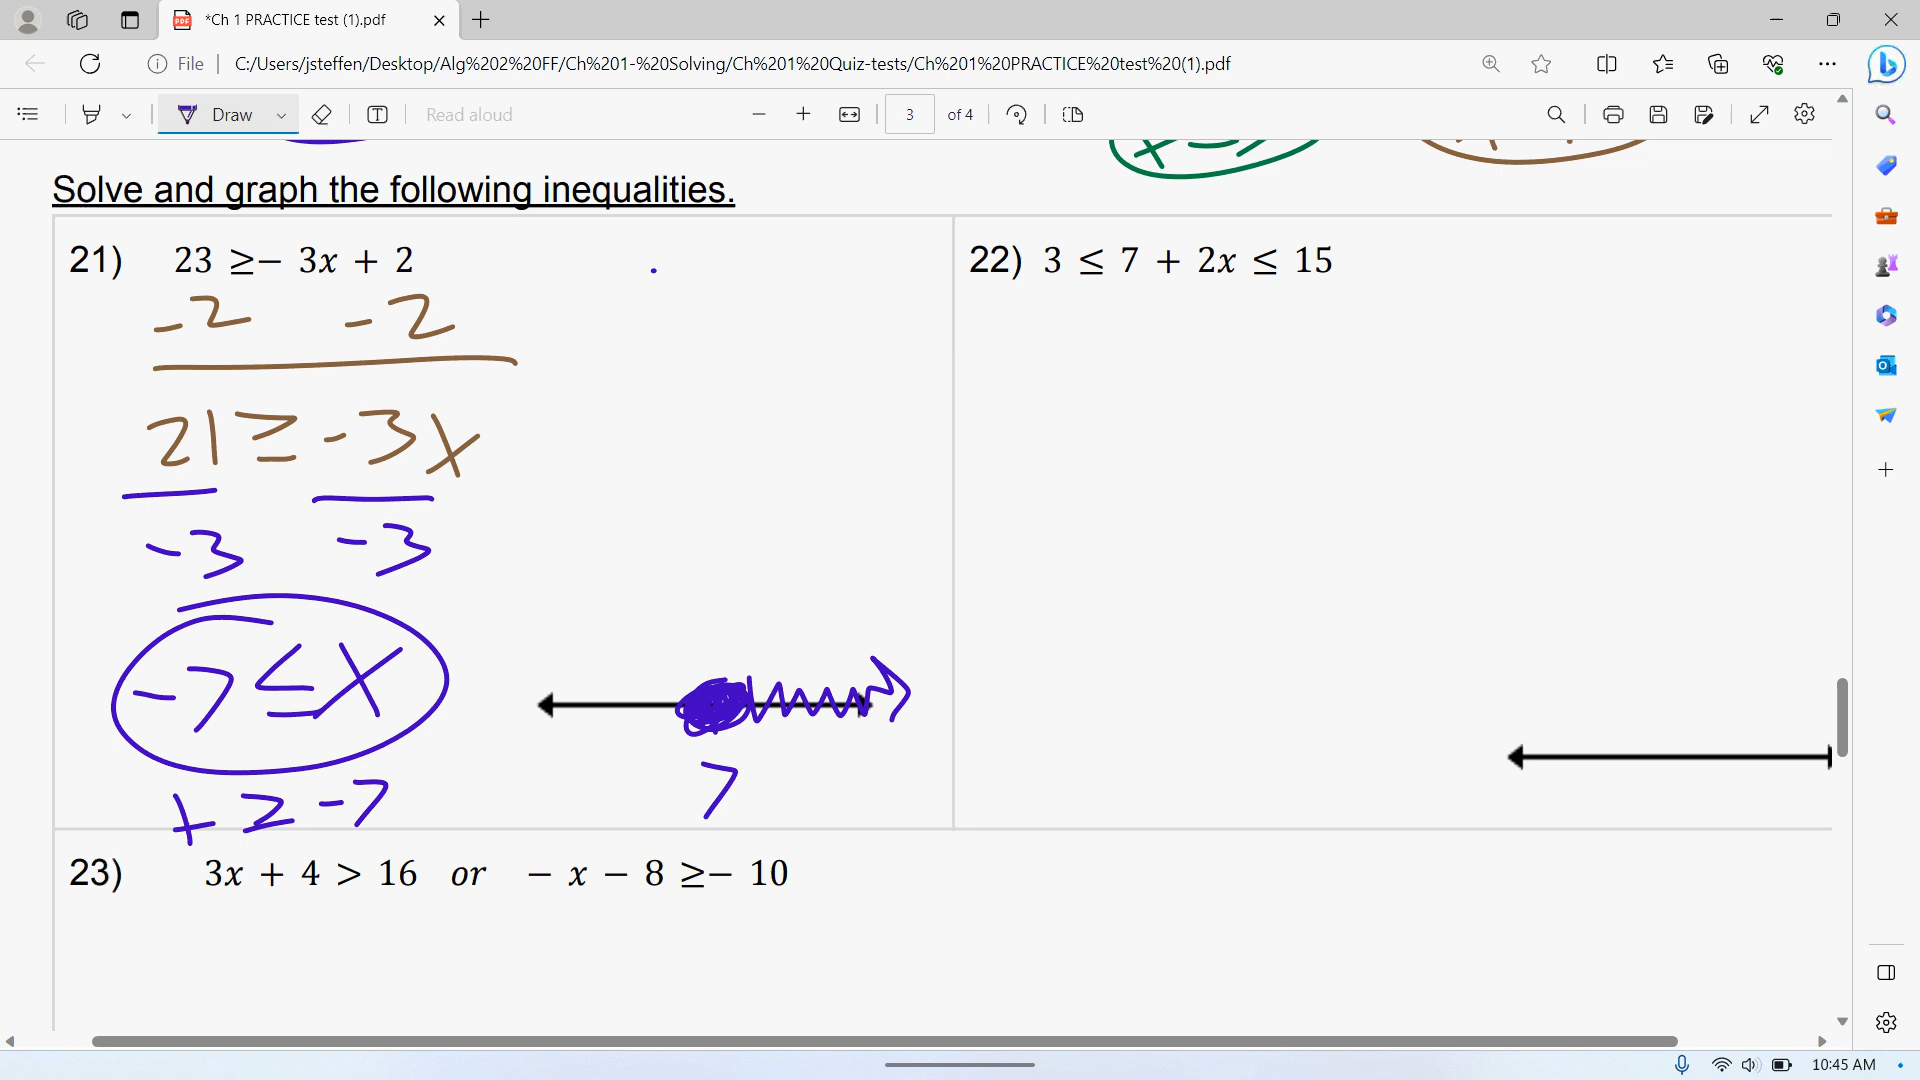 *Ch 1 PRACTICE test (1).pdf
File
C:/Users/jsteffen/Desktop/Alg%202%20FF/Ch%201-%20Solving/Ch%201%20Quiz-tests/Ch%201%20PRACTICE%20test%20(1).pdf
Draw
Read aloud
3 of 4
Solve and graph the following inequalities.
21) 23 ≥− 3x + 2
-2 -2
21 ≥ -3x
-3 -3
-7 ≤ x
7
+ 2 -7
22) 3 ≤ 7 + 2x ≤ 15
23) 3x + 4 > 16 or − x − 8 ≥− 10
10:45 AM